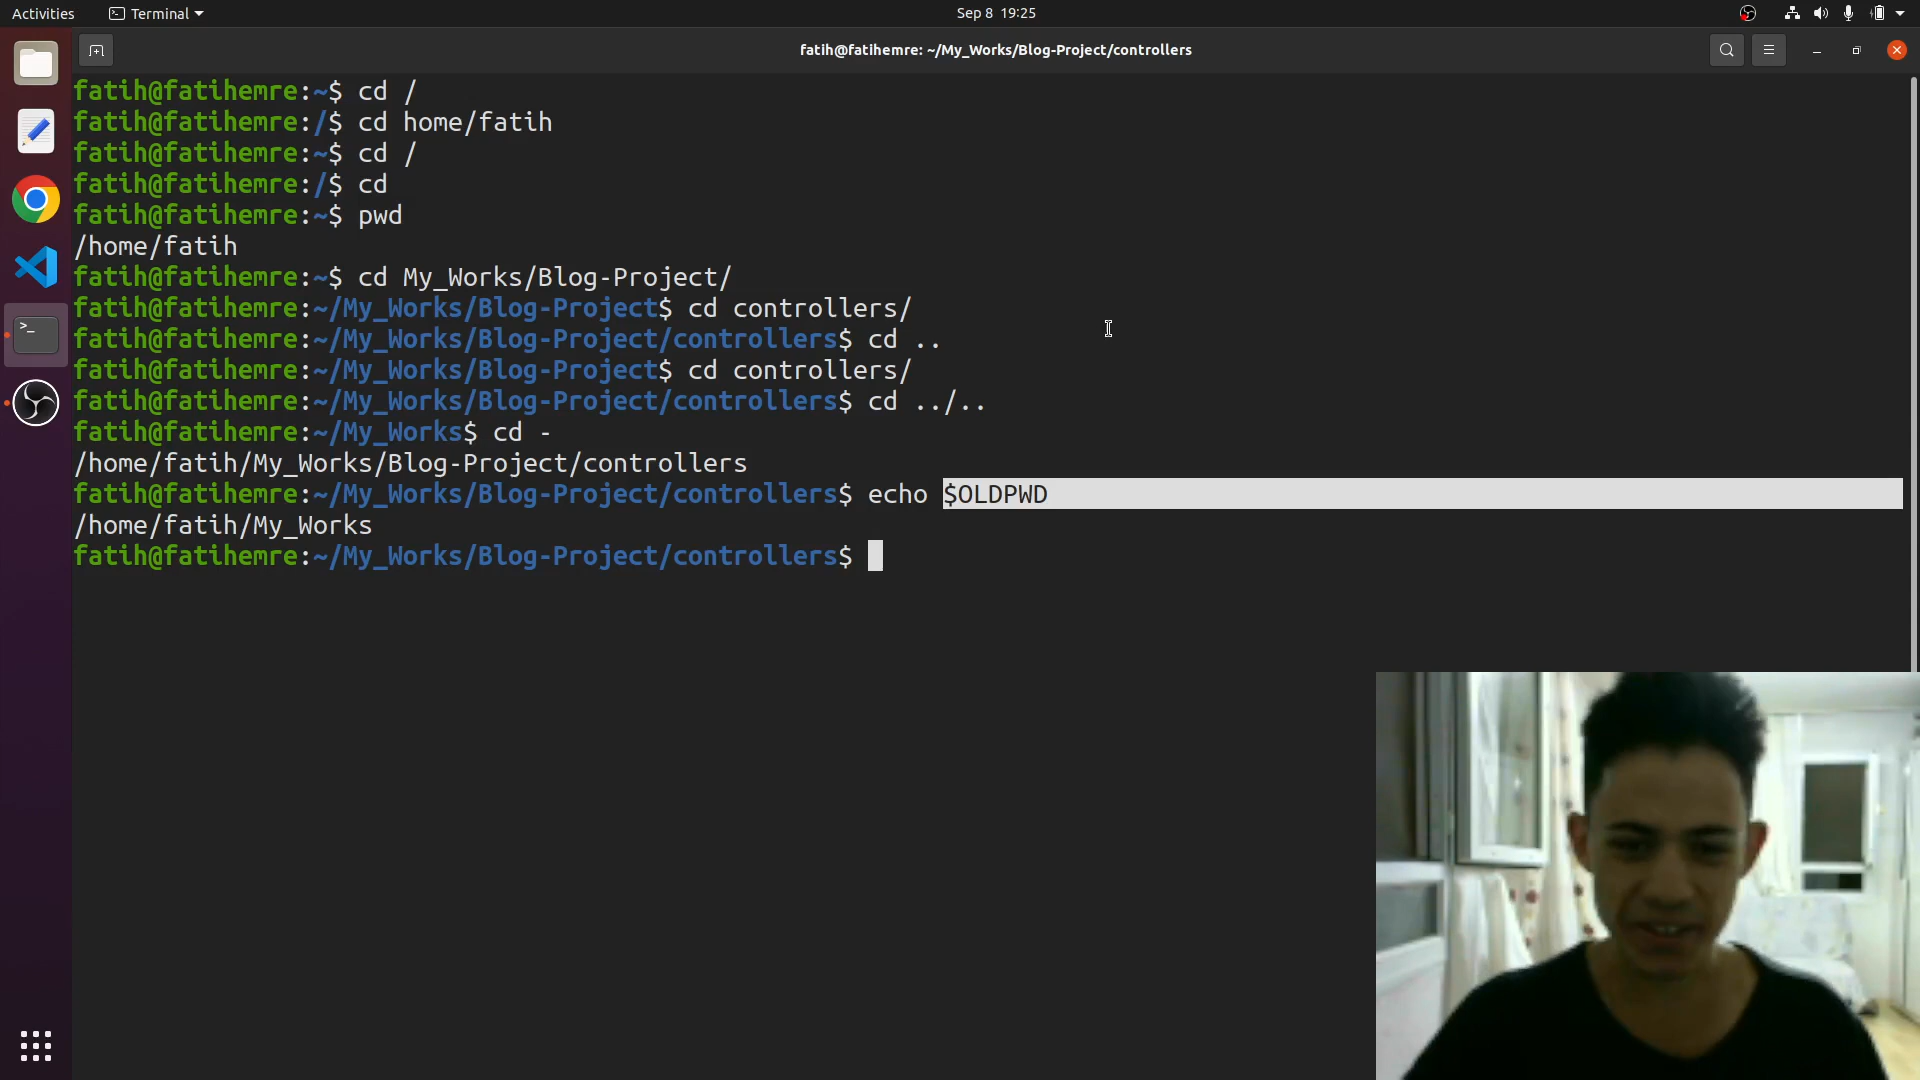 Activities
Terminal
Sep 8 19:25
fatih@fatihemre: ~/My_Works/Blog-Project/controllers
fatih@fatihemre:~$ cd /
fatih@fatihemre:/$ cd home/fatih
fatih@fatihemre:~$ cd /
fatih@fatihemre:/$ cd
fatih@fatihemre:~$ pwd
/home/fatih
fatih@fatihemre:~$ cd My_Works/Blog-Project/
fatih@fatihemre:~/My_Works/Blog-Project$ cd controllers/
fatih@fatihemre:~/My_Works/Blog-Project/controllers$ cd ..
fatih@fatihemre:~/My_Works/Blog-Project$ cd controllers/
fatih@fatihemre:~/My_Works/Blog-Project/controllers$ cd ../..
fatih@fatihemre:~/My_Works$ cd -
/home/fatih/My_Works/Blog-Project/controllers
fatih@fatihemre:~/My_Works/Blog-Project/controllers$ echo $OLDPWD
/home/fatih/My_Works
fatih@fatihemre:~/My_Works/Blog-Project/controllers$